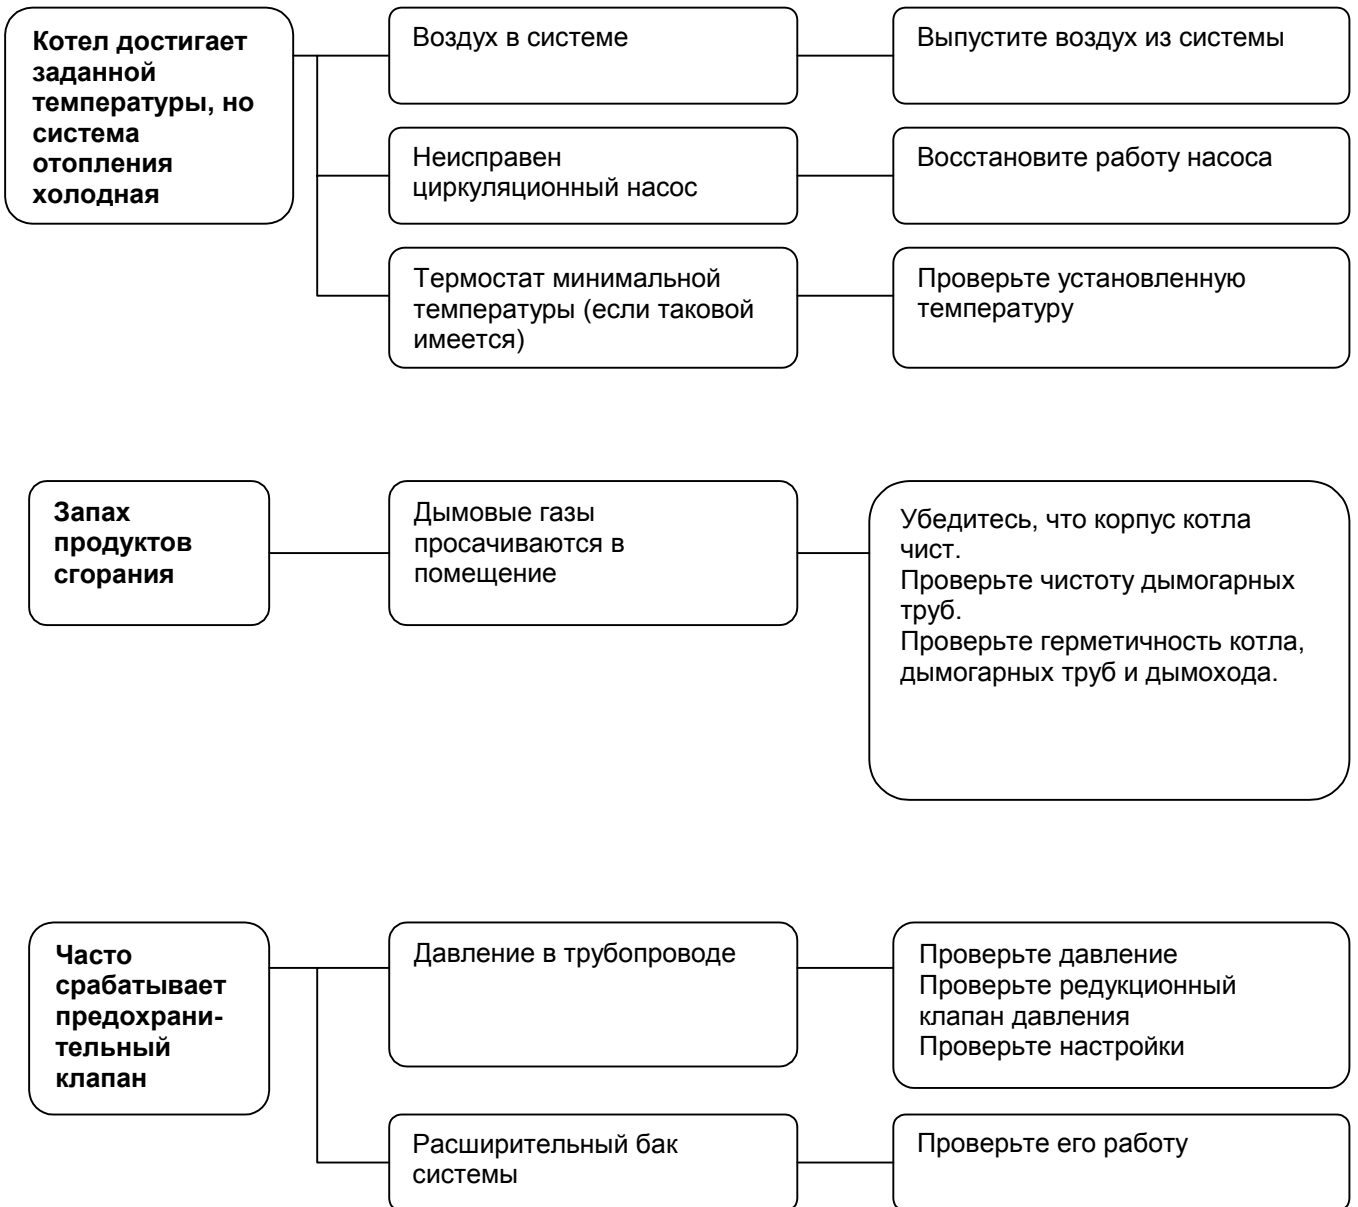 Котел достигает
заданной
температуры, но
система
отопления
холодная
Воздух в системе
Выпустите воздух из системы
Неисправен
циркуляционный насос
Восстановите работу насоса
Термостат минимальной
температуры (если таковой
имеется)
Проверьте установленную
температуру
Запах
продуктов
сгорания
Дымовые газы
просачиваются в
помещение
Убедитесь, что корпус котла
чист.
Проверьте чистоту дымогарных
труб.
Проверьте герметичность котла,
дымогарных труб и дымохода.
Часто
срабатывает
предохрани-
тельный
клапан
Давление в трубопроводе
Проверьте давление
Проверьте редукционный
клапан давления
Проверьте настройки
Расширительный бак
системы
Проверьте его работу